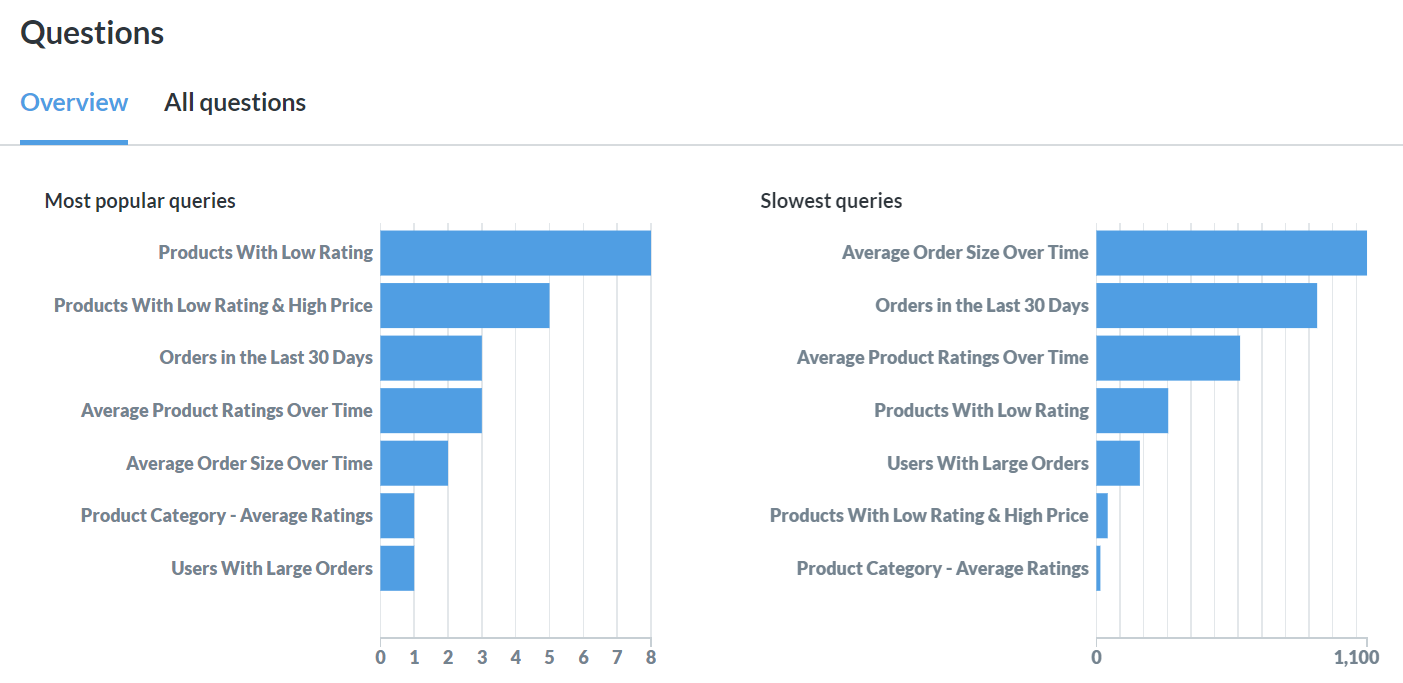 Questions
Overview All questions
Most popular queries
Products With Low Rating
Products With Low Rating & High Price
Orders in the Last 30 Days
Average Product Ratings Over Time
Average Order Size Over Time
Product Category - Average Ratings
Users With Large Orders
0 1 2 3 4 5 6 7 8
Slowest queries
Average Order Size Over Time
Orders in the Last 30 Days
Average Product Ratings Over Time
Products With Low Rating
Users With Large Orders
Products With Low Rating & High Price
Product Category - Average Ratings
0 1,100